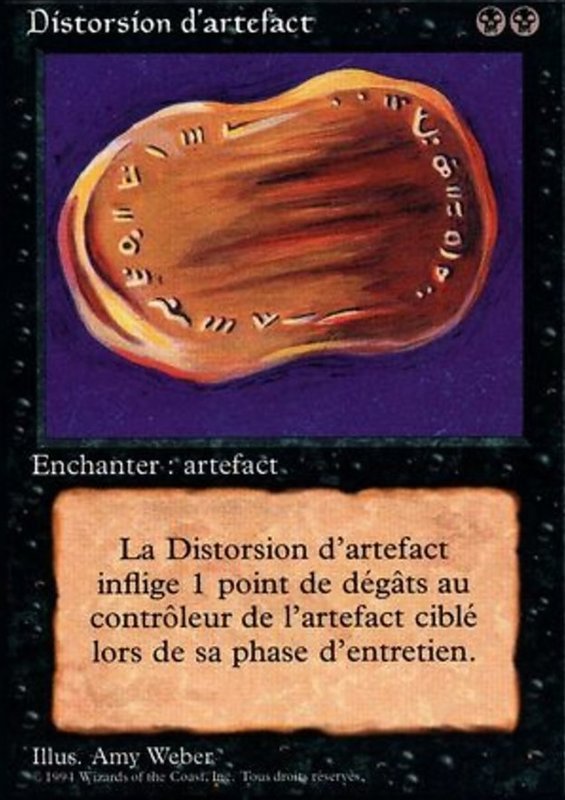 Distorsion d'artefact
Enchanter : artefact
La Distorsion d'artefact
inflige 1 point de dégâts au
contrôleur de l'artefact ciblé
lors de sa phase d'entretien.
Illus. Amy Weber
©1994 Wizards of the Coast, Inc. Tous droits réservés.